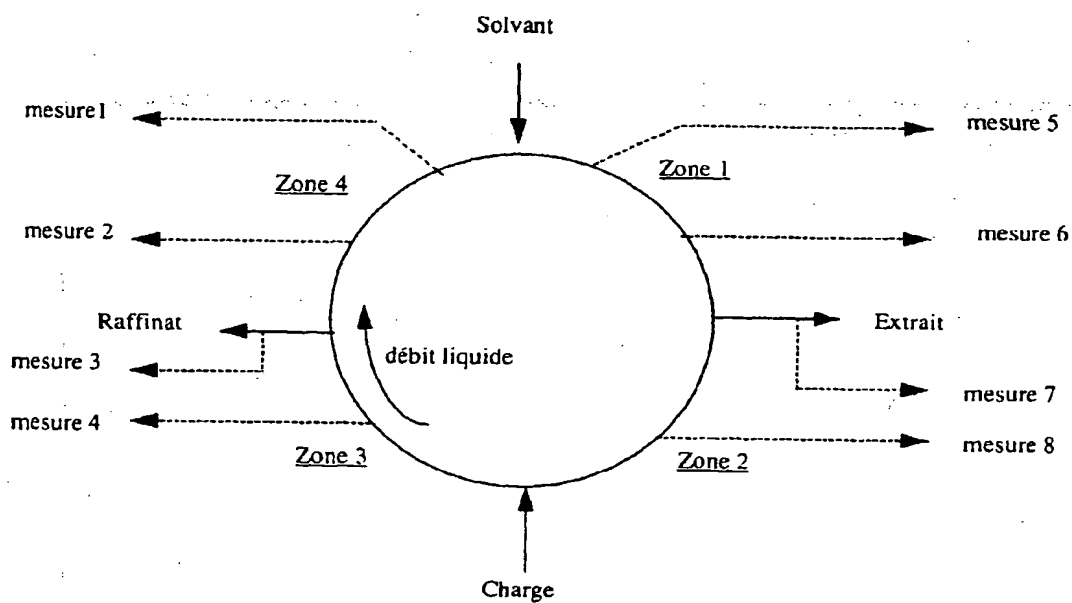 Solvant
mesure1
mesure 5
Zone 4
Zone 1
mesure 2
mesure 6
Raffinat
Extrait
débit liquide
mesure 3
mesure 7
mesure 4
mesure 8
Zone 3
Zone 2
Charge